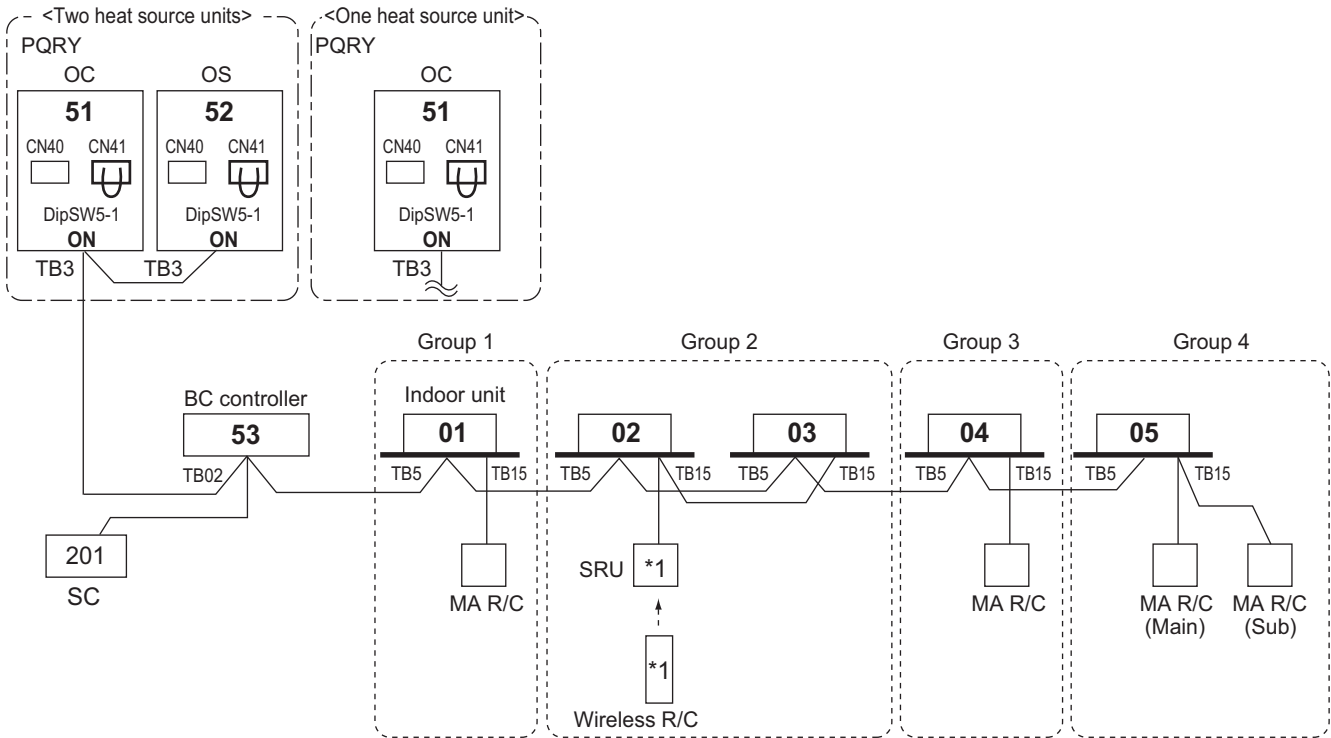 <Two heat source units>
PQRY
OC OS
51 52
CN40 CN41 CN40 CN41
DipSW5-1 DipSW5-1
ON ON
TB3 TB3
<One heat source unit>
PQRY
OC
51
CN40 CN41
DipSW5-1
ON
TB3
Group 1 Group 2 Group 3 Group 4
BC controller Indoor unit
53 01 02 03 04 05
TB02 TB5 TB15 TB5 TB15 TB5 TB15 TB5 TB15 TB5 TB15
201
SC
MA R/C
SRU *1
*1
Wireless R/C
MA R/C
MA R/C
(Main)
MA R/C
(Sub)